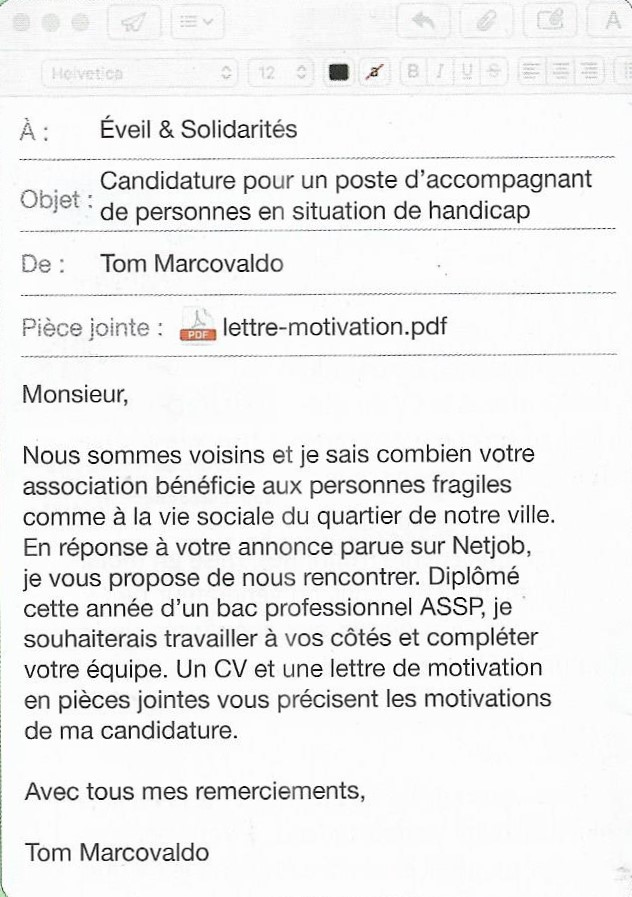 Helvetica 12 a B I U S
A
À : Éveil & Solidarités
Objet : Candidature pour un poste d'accompagnant
de personnes en situation de handicap
De : Tom Marcovaldo
Pièce jointe : PDF lettre-motivation.pdf
Monsieur,
Nous sommes voisins et je sais combien votre
association bénéficie aux personnes fragiles
comme à la vie sociale du quartier de notre ville.
En réponse à votre annonce parue sur Netjob,
je vous propose de nous rencontrer. Diplômé
cette année d'un bac professionnel ASSP, je
souhaiterais travailler à vos côtés et compléter
votre équipe. Un CV et une lettre de motivation
en pièces jointes vous précisent les motivations
de ma candidature.
Avec tous mes remerciements,
Tom Marcovaldo